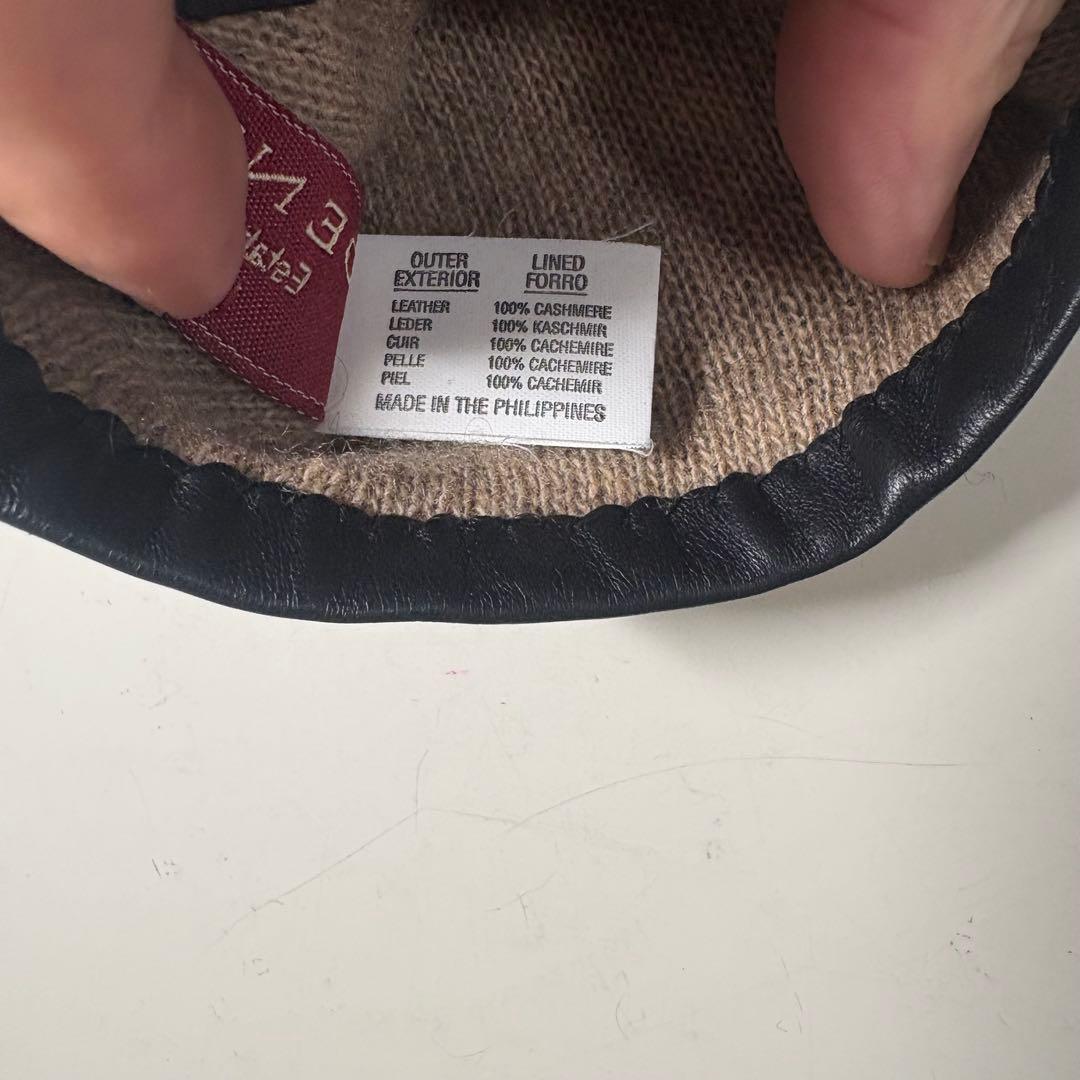 OUTER LINED
EXTERIOR FORRO
LEATHER 100% CASHMERE
LEDER 100% KASCHMIR
CUIR 100% CACHEMIRE
PELLE 100% CACHEMIRE
PIEL 100% CACHEMIR
MADE IN THE PHILIPPINES